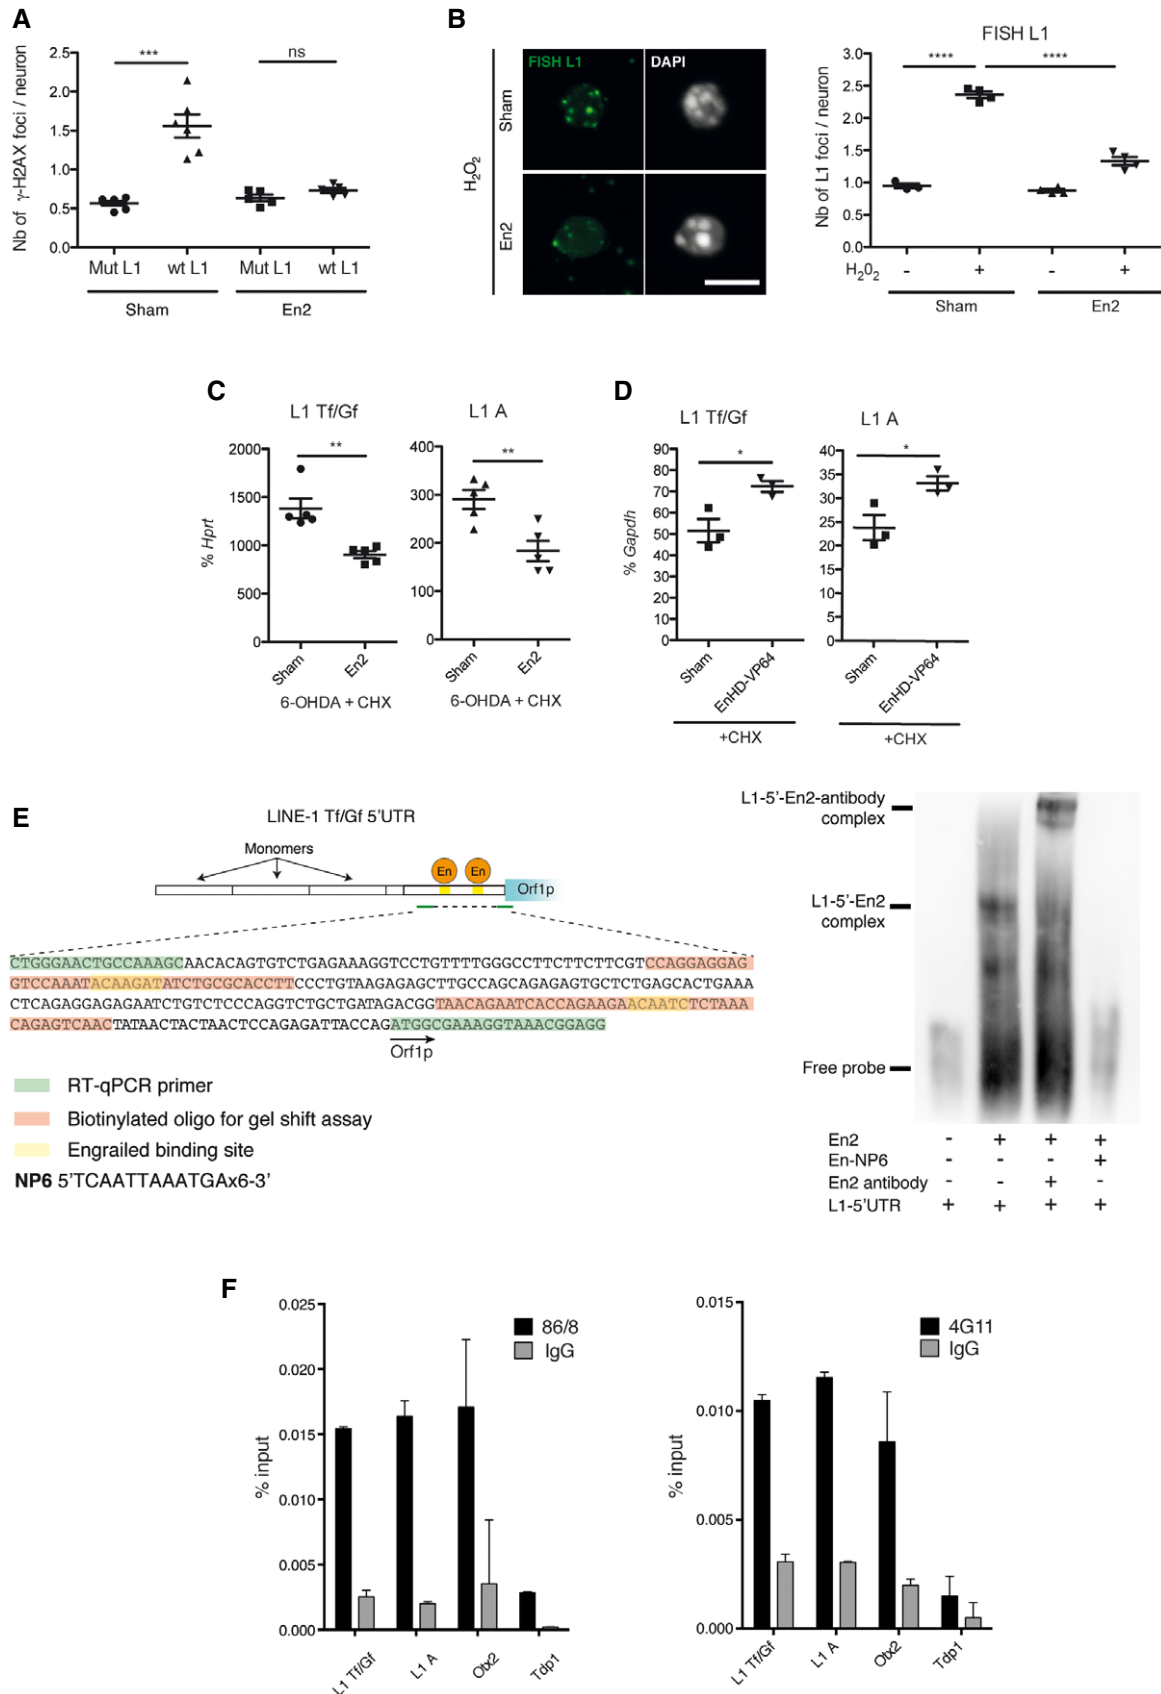 A
Nb of γ-H2AX foci / neuron
2.5
2.0
1.5
1.0
0.5
0.0
***
ns
Mut L1
wt L1
Mut L1
wt L1
Sham
En2
B
H2O2
Sham
En2
FISH L1
DAPI
FISH L1
Nb of L1 foci / neuron
3.0
2.5
2.0
1.5
1.0
0.5
0.0
****
****
H202
-
+
-
+
Sham
En2
C
L1 Tf/Gf
% Hprt
2000
1500
1000
500
0
**
Sham
En2
6-OHDA + CHX
L1 A
400
300
200
100
0
**
Sham
En2
6-OHDA + CHX
D
L1 Tf/Gf
% Gapdh
90
80
70
60
50
40
30
20
10
0
*
Sham
EnHD-VP64
+CHX
L1 A
40
35
30
25
20
15
10
5
0
*
Sham
EnHD-VP64
+CHX
E
LINE-1 Tf/Gf 5'UTR
Monomers
En
En
Orf1p
CTGGGAACTGCCAAAGCAACACAGTGTCTGAGAAAGGTCCTGTTTTGGGCCTTCTTCTTCGTCCAGGAGGAG
GTCCAAATACAAGATATCTGCGCACCTTCCCTGTAAGAGAGCTTGCCAGCAGAGAGTGCTCTGAGCACTGAAA
CTCAGAGGAGAGAATCTGTCTCCCAGGTCTGCTGATAGACGGTAACAGAATCACCAGAAGAACAATCTCTAAA
CAGAGTCAACTATAACTACTAACTCCAGAGATTACCAGATGGCGAAAGGTAAACGGAGG
Orf1p
RT-qPCR primer
Biotinylated oligo for gel shift assay
Engrailed binding site
NP6 5'TCAATTAAATGAx6-3'
L1-5'-En2-antibody
complex
L1-5'-En2
complex
Free probe
En2 - + + +
En-NP6 - - - +
En2 antibody - - + -
L1-5'UTR + + + +
F
% input
0.025
0.020
0.015
0.010
0.005
0.000
86/8
IgG
L1 Tf/Gf
L1 A
Otx2
Tdp1
% input
0.015
0.010
0.005
0.000
4G11
IgG
L1 Tf/Gf
L1 A
Otx2
Tdp1